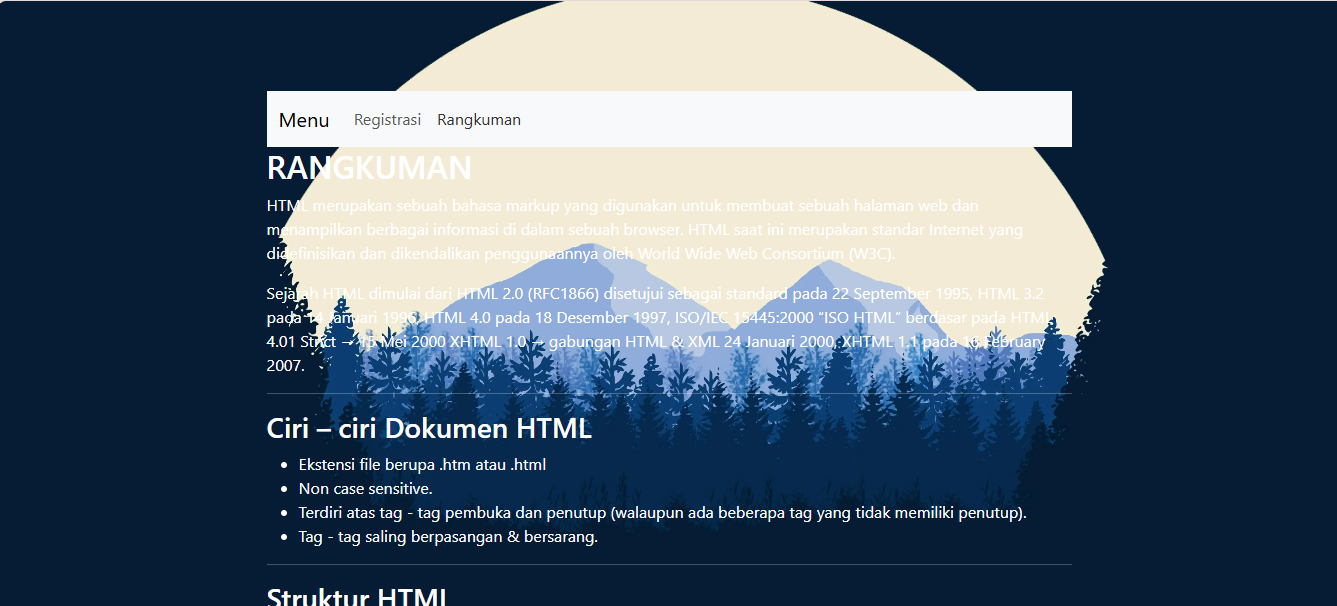 Menu Registrasi Rangkuman
RANGKUMAN
HTML merupakan sebuah bahasa markup yang digunakan untuk membuat sebuah halaman web dan
menampilkan berbagai informasi di dalam sebuah browser. HTML saat ini merupakan standar Internet yang
didefinisikan dan dikendalikan penggunaannya oleh World Wide Web Consortium (W3C).
Sejarah HTML dimulai dari HTML 2.0 (RFC1866) disetujui sebagai standard pada 22 September 1995, HTML 3.2
pada 14 Januari 1996, HTML 4.0 pada 18 Desember 1997, ISO/IEC 15445:2000 "ISO HTML" berdasar pada HTML
4.01 Strict → 15 Mei 2000 XHTML 1.0 → gabungan HTML & XML 24 Januari 2000, XHTML 1.1 pada 16 February
2007.
Ciri – ciri Dokumen HTML
• Ekstensi file berupa .htm atau .html
• Non case sensitive.
• Terdiri atas tag - tag pembuka dan penutup (walaupun ada beberapa tag yang tidak memiliki penutup).
• Tag - tag saling berpasangan & bersarang.
Struktur HTML